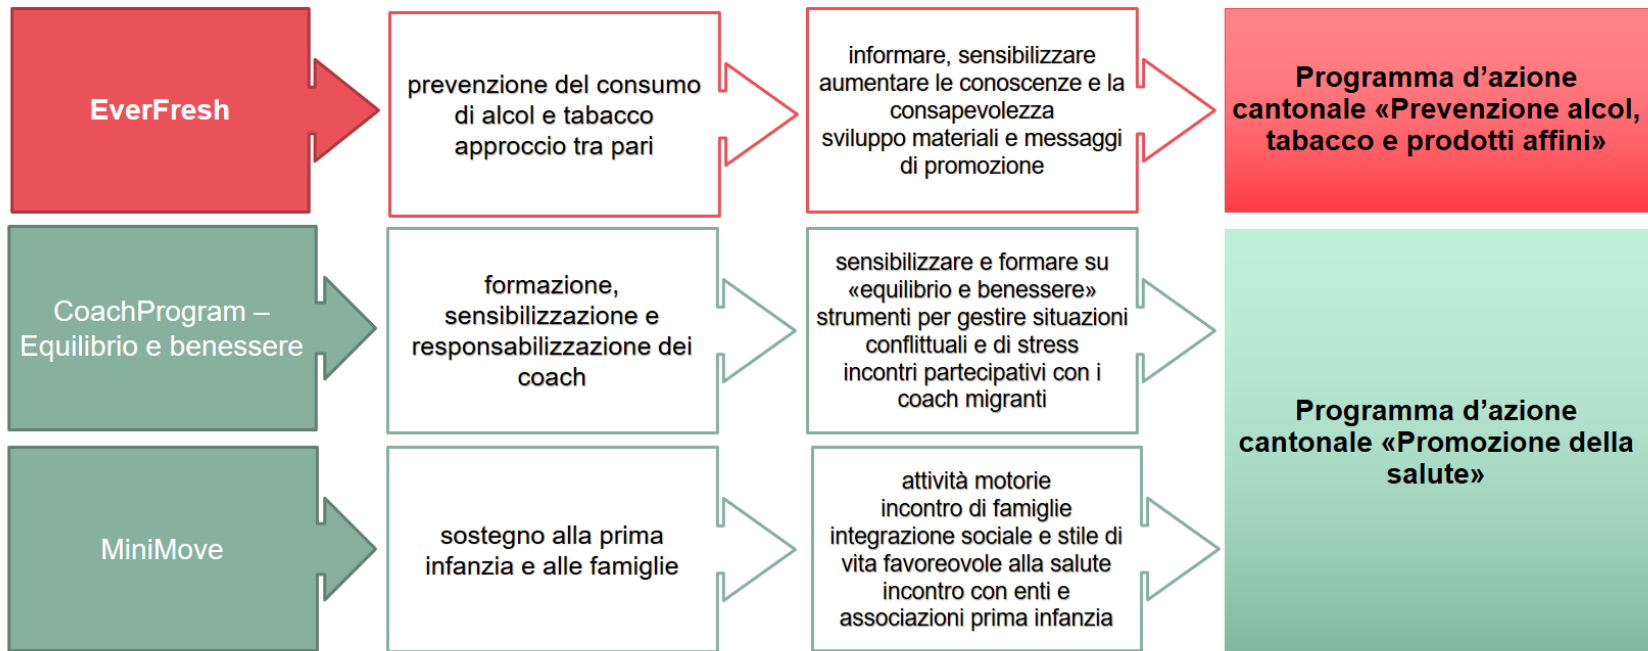 EverFresh
prevenzione del consumo
di alcol e tabacco
approccio tra pari
informare, sensibilizzare
aumentare le conoscenze e la
consapevolezza
sviluppo materiali e messaggi
di promozione
Programma d’azione
cantonale «Prevenzione alcol,
tabacco e prodotti affini»
CoachProgram –
Equilibrio e benessere
formazione,
sensibilizzazione e
responsabilizzazione dei
coach
sensibilizzare e formare su
«equilibrio e benessere»
strumenti per gestire situazioni
conflittuali e di stress
incontri partecipativi con i
coach migranti
Programma d’azione
cantonale «Promozione della
salute»
MiniMove
sostegno alla prima
infanzia e alle famiglie
attività motorie
incontro di famiglie
integrazione sociale e stile di
vita favoreovole alla salute
incontro con enti e
associazioni prima infanzia